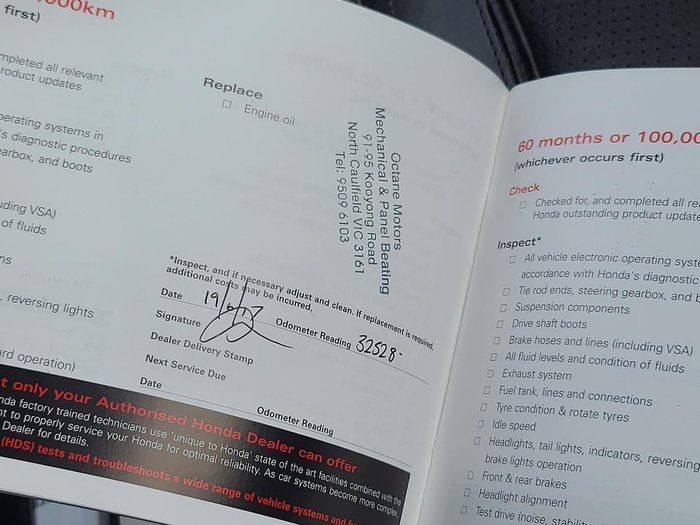 ,000km
first)
mpleted all relevant
roduct updates
perating systems in
's diagnostic procedures
earbox, and boots
uding VSA)
of fluids
ns
, reversing lights
ard operation)
Replace
Engine oil
Octane Motors
Mechanical & Panel Beating
91-95 Kooyong Road
North Caulfield VIC 3161
Tel: 9509 6103
*Inspect, and if necessary adjust and clean. If replacement is required,
additional costs may be incurred.
Date 19/6/17 Odometer Reading 32528
Signature
Dealer Delivery Stamp
Next Service Due
Date Odometer Reading
t only your Authorised Honda Dealer can offer
nda factory trained technicians use 'unique to Honda' state of the art facilities combined with the
nt to properly service your Honda for optimal reliability. As car systems become more complex,
Dealer for details.
(HDS) tests and troubleshoots a wide range of vehicle systems and
60 months or 100,00
(whichever occurs first)
Check
Checked for, and completed all rel
Honda outstanding product update
Inspect*
All vehicle electronic operating syste
accordance with Honda's diagnostic
Tie rod ends, steering gearbox, and
Suspension components
Drive shaft boots
Brake hoses and lines (including VSA)
All fluid levels and condition of fluids
Exhaust system
Fuel tank, lines and connections
Tyre condition & rotate tyres
Idle speed
Headlights, tail lights, indicators, reversing
brake lights operation
Front & rear brakes
Headlight alignment
Test drive (noise, stability